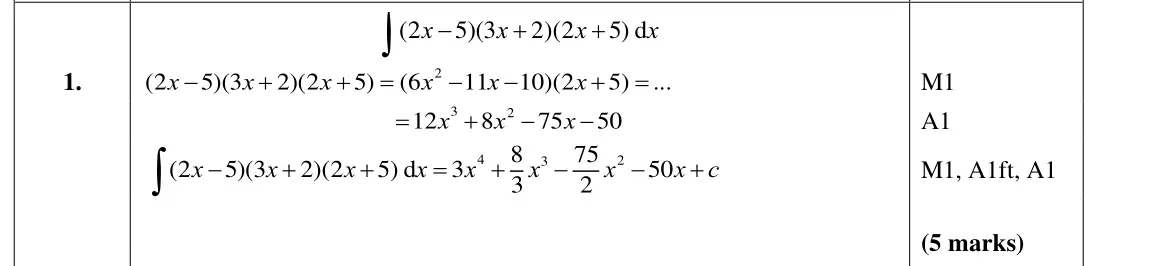 ∫(2x−5)(3x+2)(2x+5) dx
1. (2x−5)(3x+2)(2x+5) = (6x² −11x−10)(2x+5) = ... M1
=12x³ +8x² −75x−50 A1
∫(2x−5)(3x+2)(2x+5) dx = 3x⁴ + 8/3 x³ − 75/2 x² −50x+c M1, A1ft, A1
(5 marks)